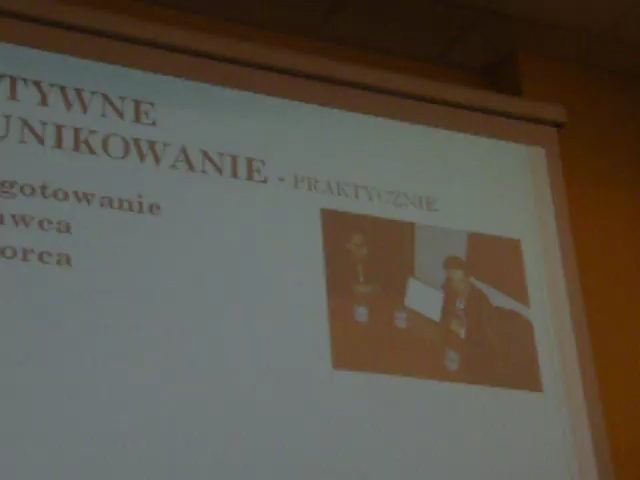 TYWNE
UNIKOWANIE - PRAKTYCZNIE
gotowanie
awca
orca